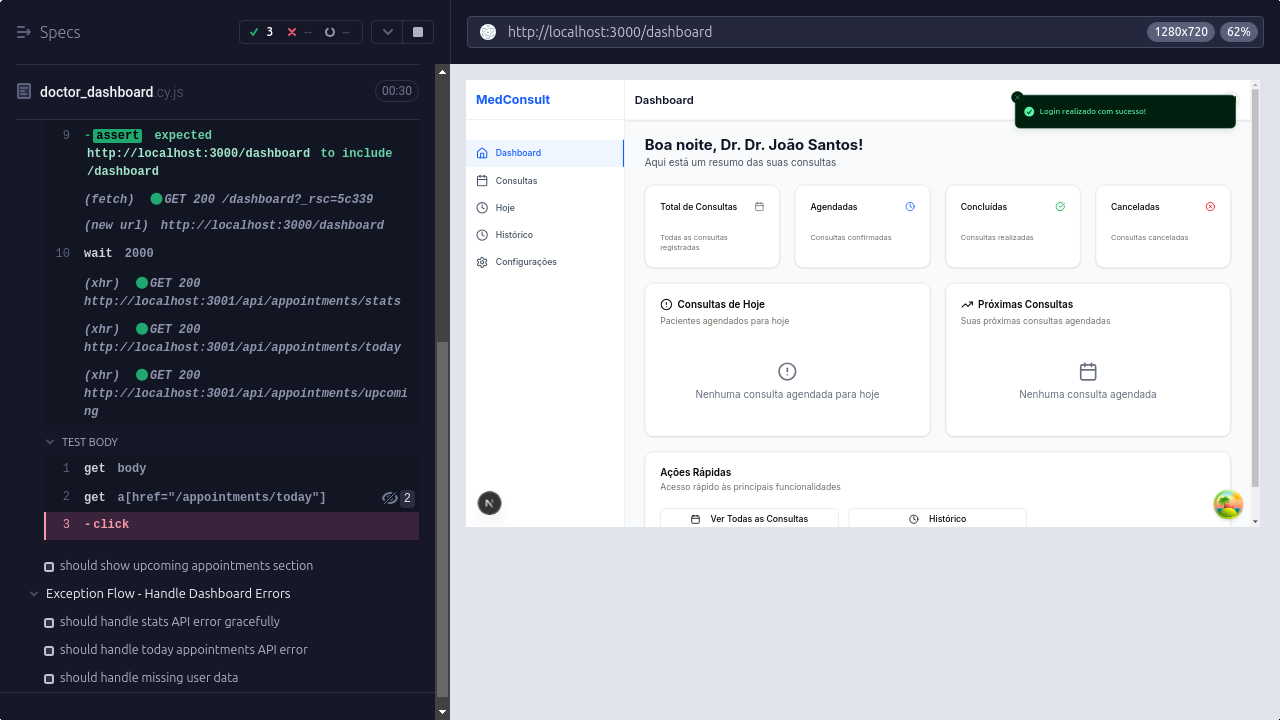 Specs
3
--
--
doctor_dashboard.cy.js
00:30
9 -assert expected
http://localhost:3000/dashboard to include
/dashboard
(fetch) GET 200 /dashboard?_rsc=5c339
(new url) http://localhost:3000/dashboard
10 wait 2000
(xhr) GET 200
http://localhost:3001/api/appointments/stats
(xhr) GET 200
http://localhost:3001/api/appointments/today
(xhr) GET 200
http://localhost:3001/api/appointments/upcomi
ng
TEST BODY
1 get body
2 get a[href="/appointments/today"] 2
3 -click
should show upcoming appointments section
Exception Flow - Handle Dashboard Errors
should handle stats API error gracefully
should handle today appointments API error
should handle missing user data
http://localhost:3000/dashboard
1280x720
62%
MedConsult
Dashboard
Consultas
Hoje
Histórico
Configurações
N
Dashboard
Login realizado com sucesso!
Boa noite, Dr. Dr. João Santos!
Aqui está um resumo das suas consultas
Total de Consultas
Todas as consultas
registradas
Agendadas
Consultas confirmadas
Concluídas
Consultas realizadas
Canceladas
Consultas canceladas
Consultas de Hoje
Pacientes agendados para hoje
Nenhuma consulta agendada para hoje
Próximas Consultas
Suas próximas consultas agendadas
Nenhuma consulta agendada
Ações Rápidas
Acesso rápido às principais funcionalidades
Ver Todas as Consultas
Histórico